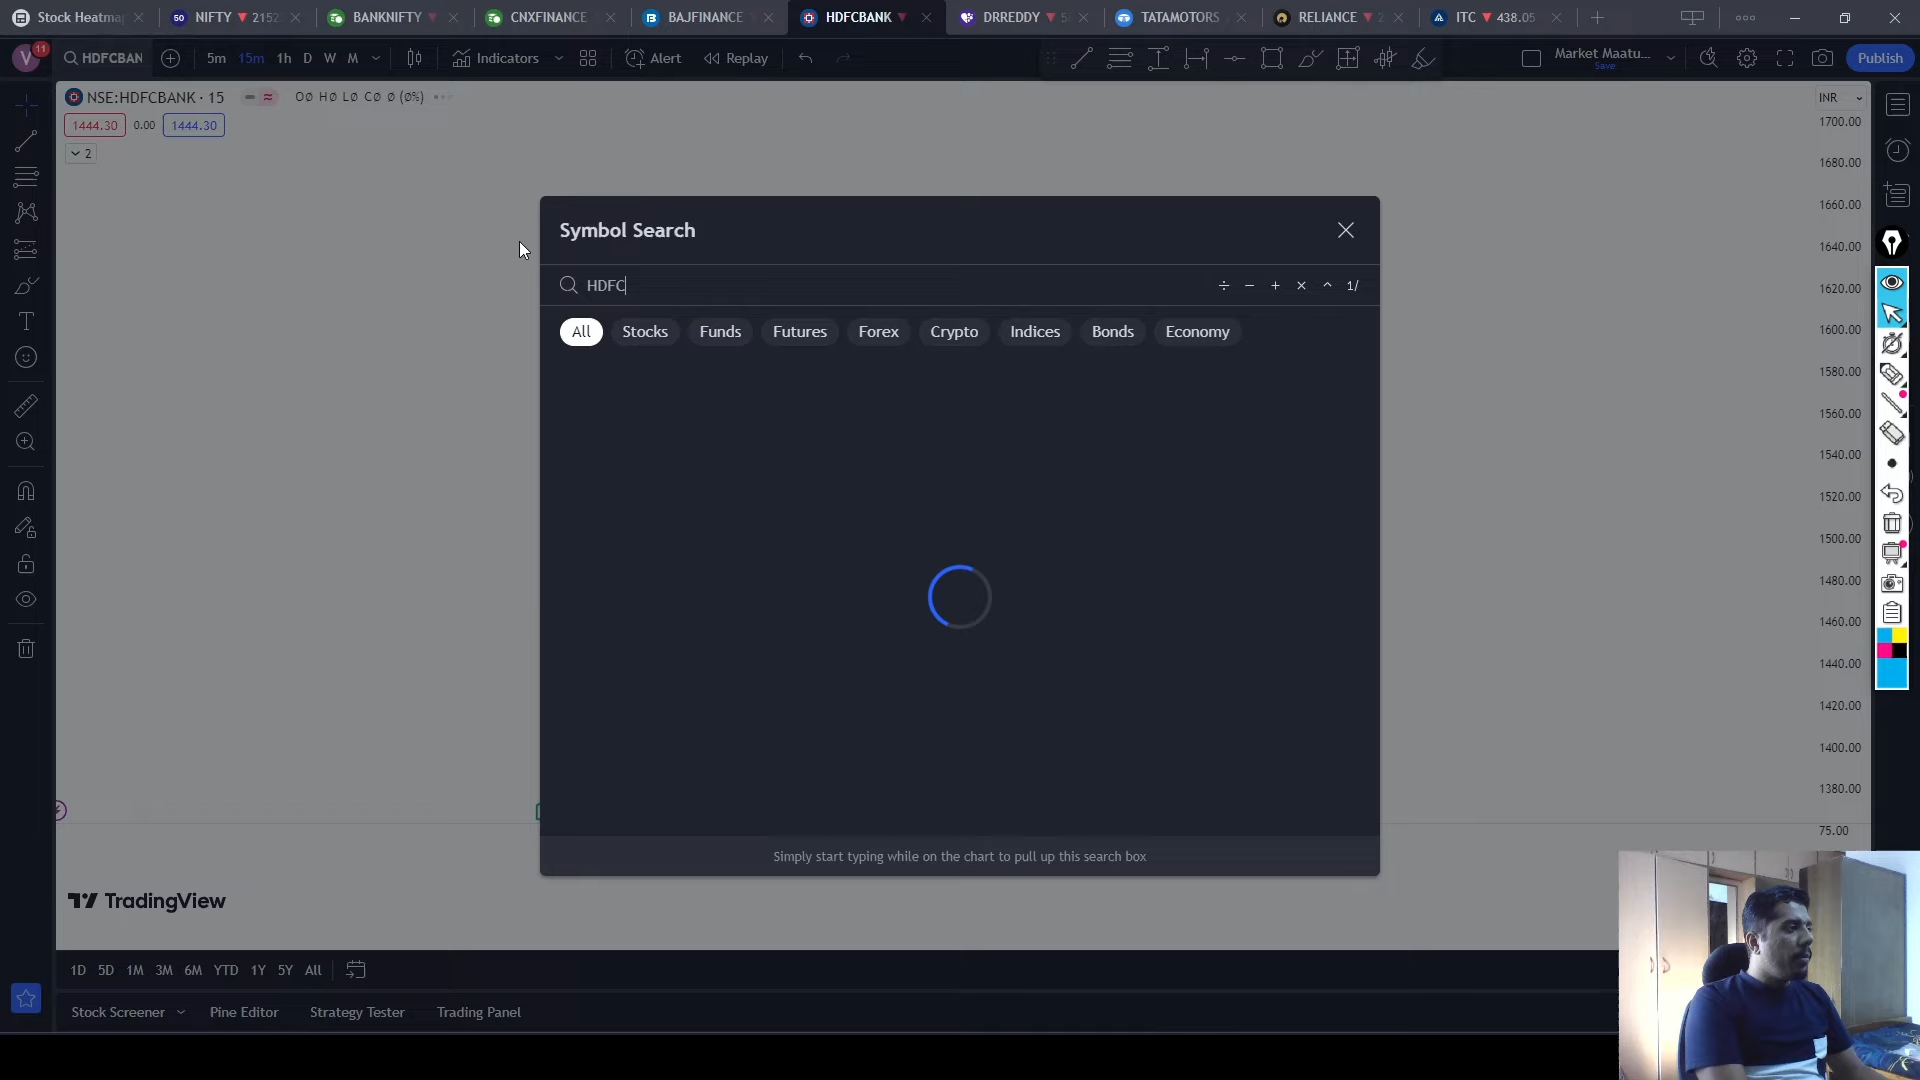 Stock Heatmap NIFTY ▼ 2152 BANKNIFTY ▼ CNXFINANCE BAJFINANCE HDFCBANK ▼ DRREDDY ▼ TATAMOTORS RELIANCE ▼ ITC ▼ 438.05
V 11 HDFCBAN 5m 15m 1h D W M Indicators Alert Replay Market Maatu... Save Publish
NSE:HDFCBANK · 15 O∅ H∅ L∅ C∅ ∅ (0%)
INR
1444.30 0.00 1444.30
2
1700.00
1680.00
1660.00
1640.00
1620.00
1600.00
1580.00
1560.00
1540.00
1520.00
1500.00
1480.00
1460.00
1440.00
1420.00
1400.00
1380.00
75.00
Symbol Search
HDFC ÷ − + × ^ 1/
All Stocks Funds Futures Forex Crypto Indices Bonds Economy
Simply start typing while on the chart to pull up this search box
TradingView
1D 5D 1M 3M 6M YTD 1Y 5Y All
Stock Screener Pine Editor Strategy Tester Trading Panel